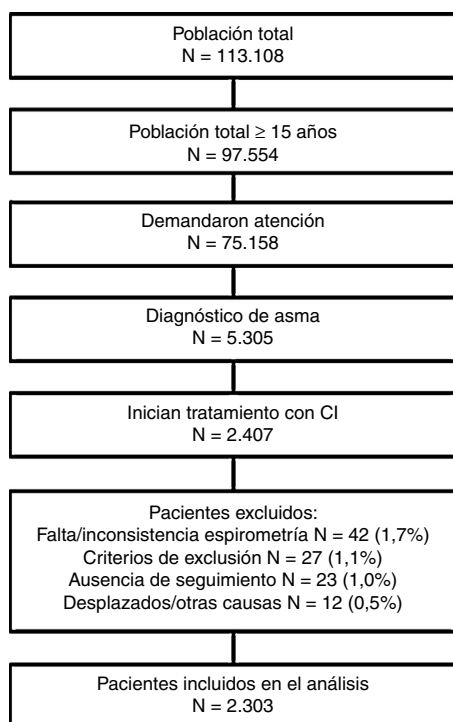 Población total
N = 113.108
Población total ≥ 15 años
N = 97.554
Demandaron atención
N = 75.158
Diagnóstico de asma
N = 5.305
Inician tratamiento con CI
N = 2.407
Pacientes excluidos:
Falta/inconsistencia espirometría N = 42 (1,7%)
Criterios de exclusión N = 27 (1,1%)
Ausencia de seguimiento N = 23 (1,0%)
Desplazados/otras causas N = 12 (0,5%)
Pacientes incluidos en el análisis
N = 2.303